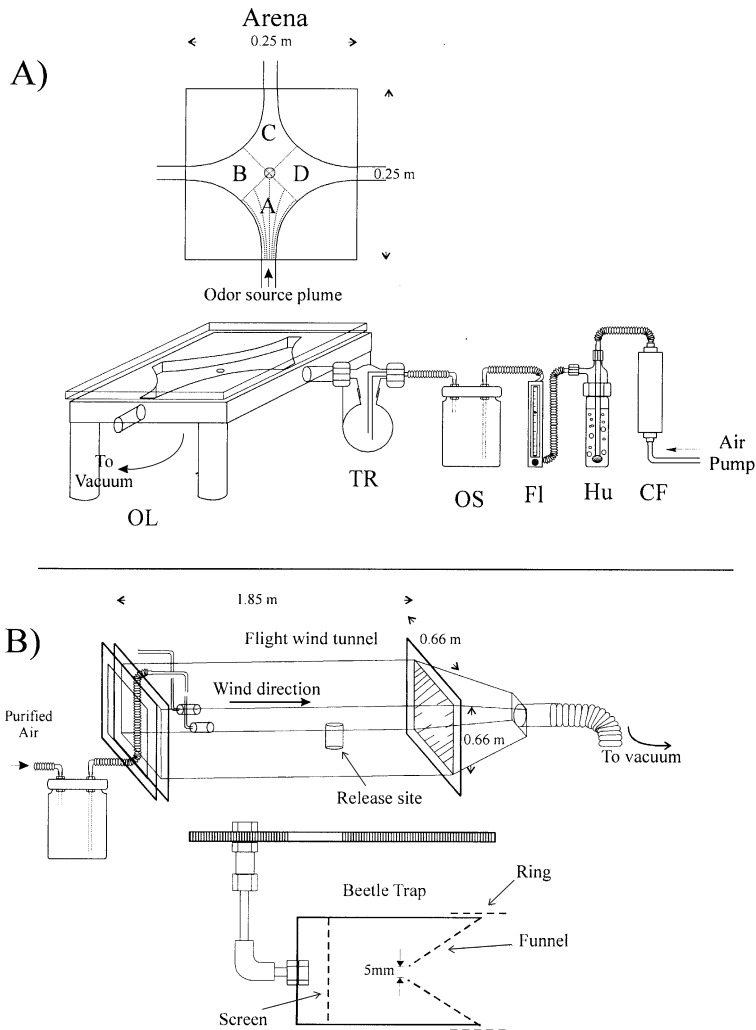 Arena
0.25 m
A)
C
B
D
0.25 m
A
Odor source plume
To
Vacuum
OL
TR
OS
Fl
Hu
CF
Air
Pump
1.85 m
B)
Flight wind tunnel
0.66 m
Wind direction
Purified
Air
0.66 m
To vacuum
Release site
Beetle Trap
Ring
Funnel
5mm
Screen